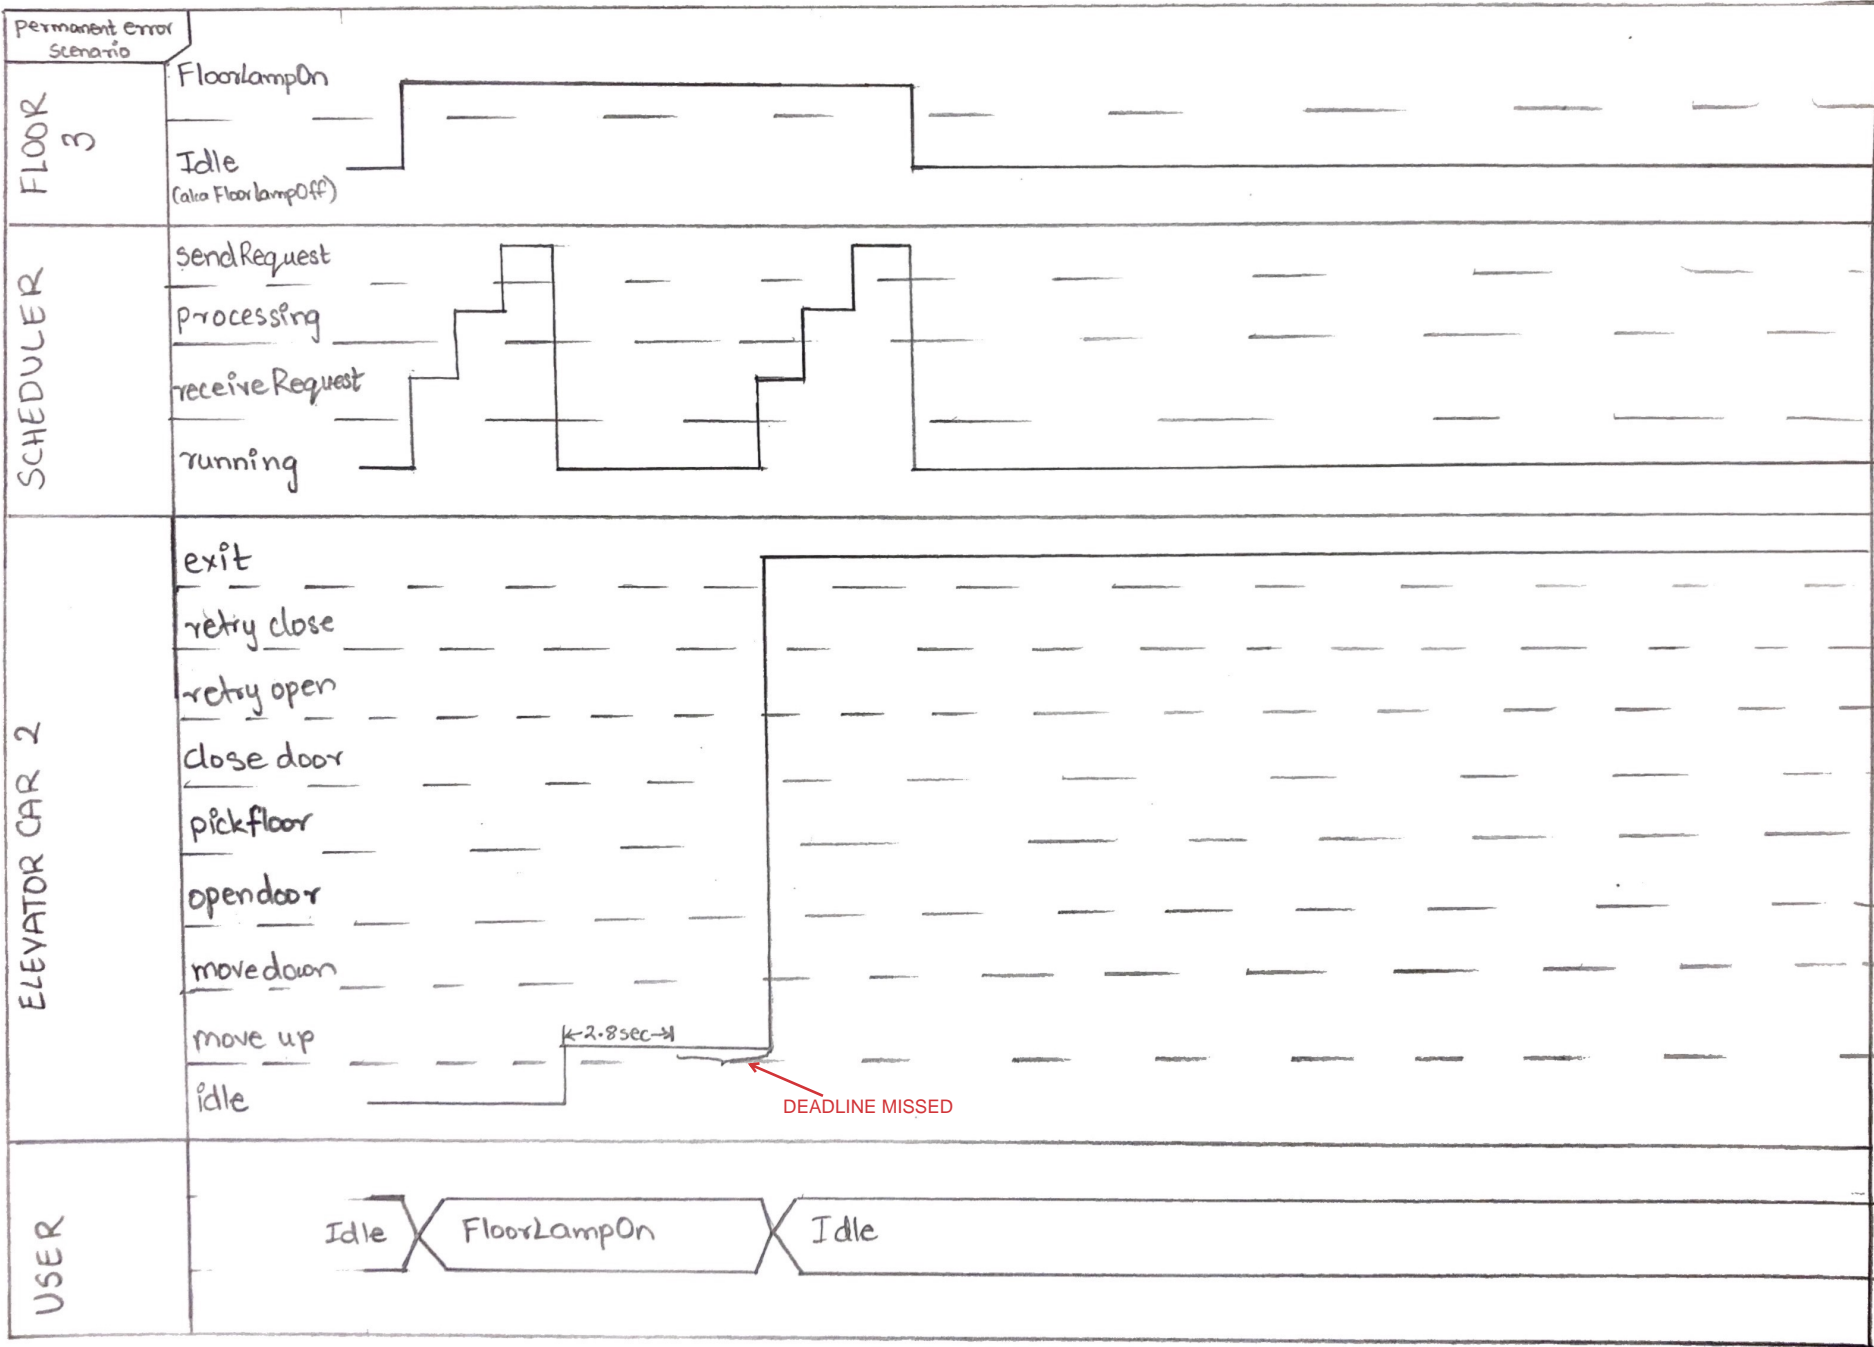 permanent error
scenario
FLOOR
3
FloorLampOn
Idle
(aka FloorlampOff)
SCHEDULER
sendRequest
processing
receiveRequest
running
ELEVATOR CAR 2
exit
retry close
retry open
close door
pickfloor
opendoor
movedown
move up
2.8sec
idle
DEADLINE MISSED
USER
Idle
FloorLampOn
Idle